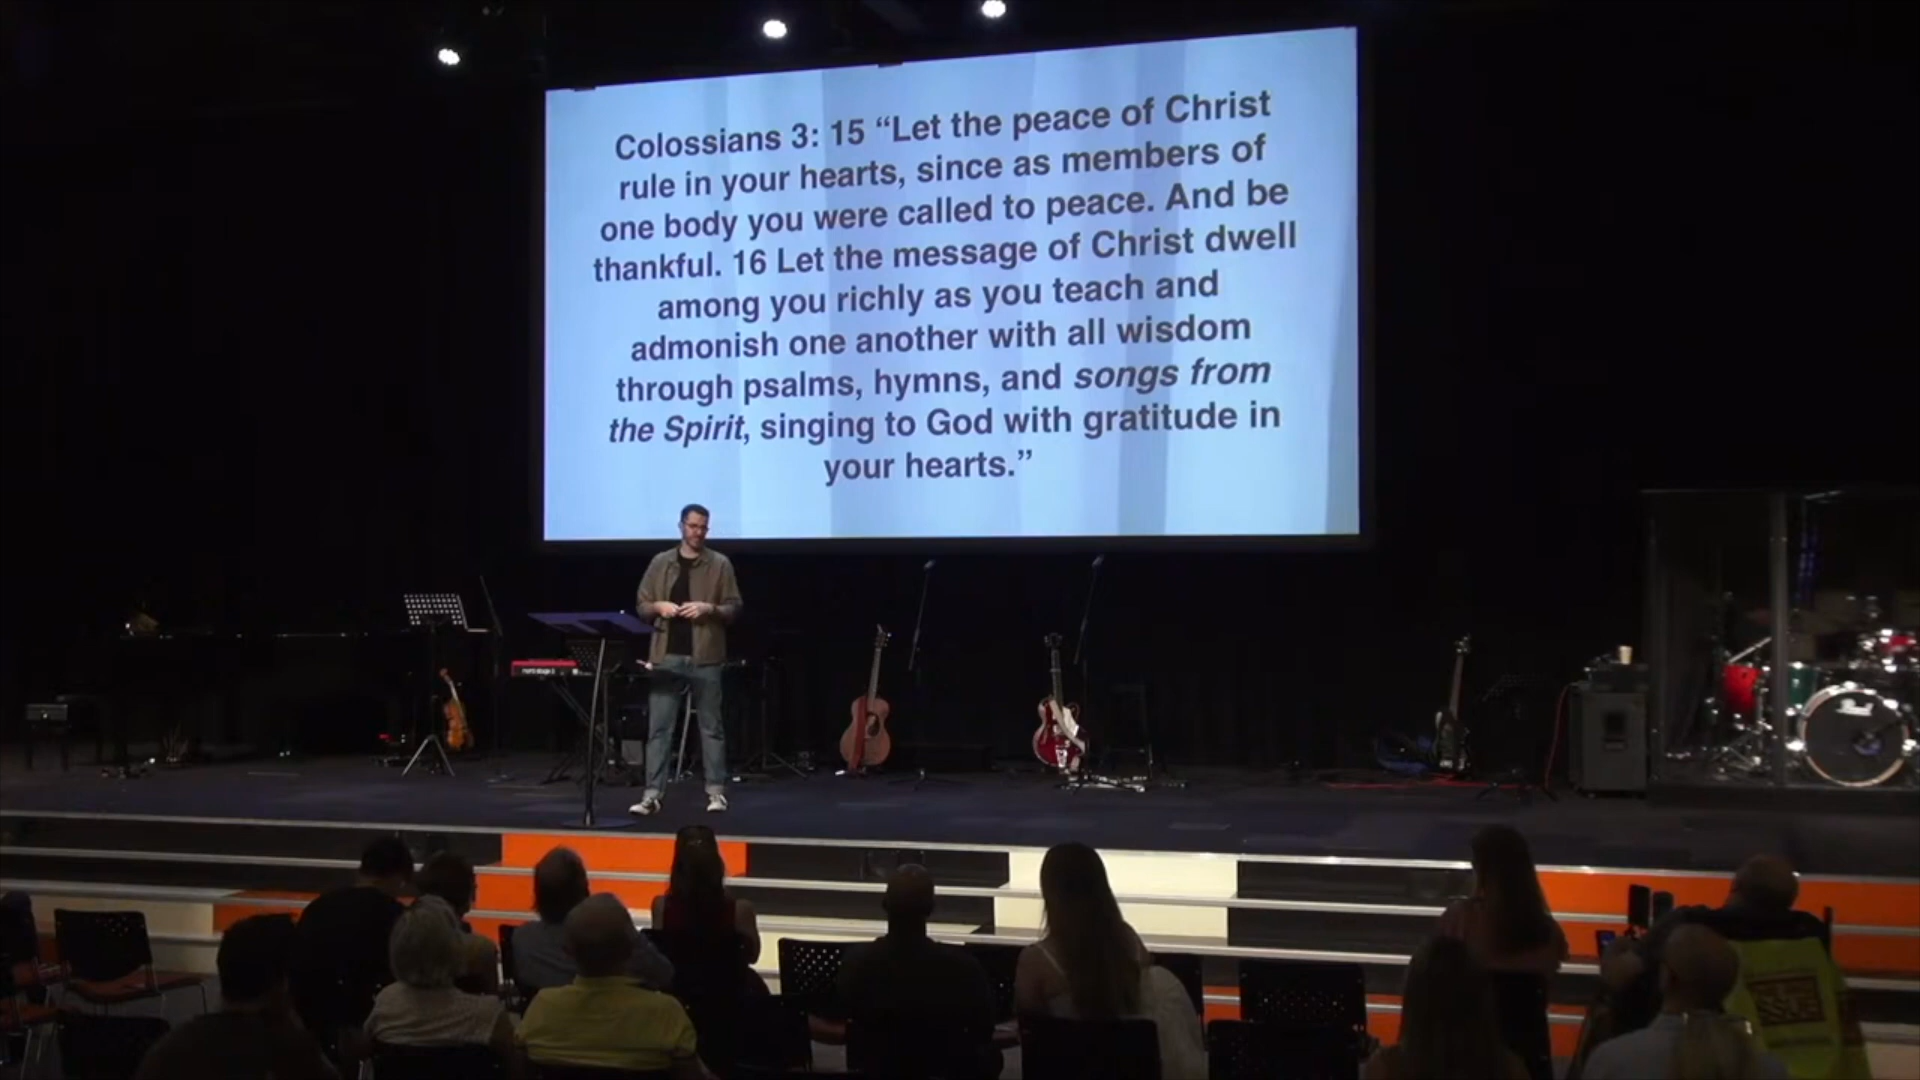 Colossians 3: 15 “Let the peace of Christ
rule in your hearts, since as members of
one body you were called to peace. And be
thankful. 16 Let the message of Christ dwell
among you richly as you teach and
admonish one another with all wisdom
through psalms, hymns, and songs from
the Spirit, singing to God with gratitude in
your hearts.”